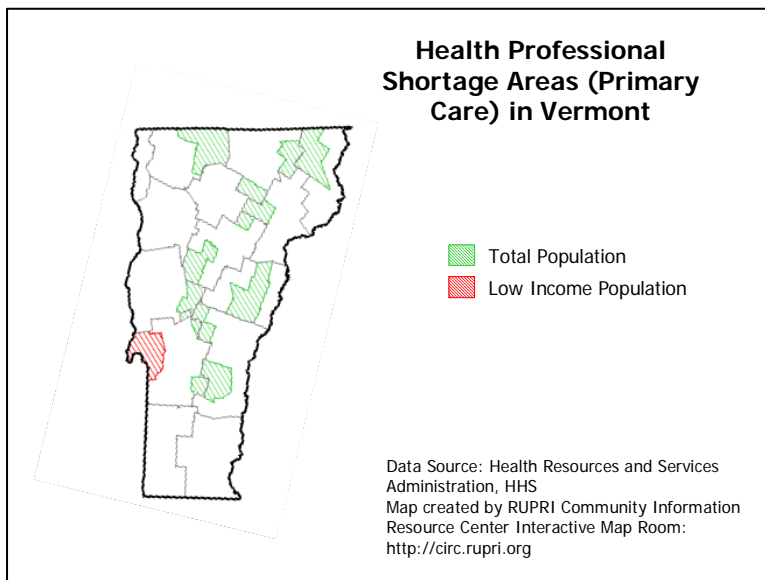 Health Professional
Shortage Areas (Primary
Care) in Vermont
Total Population
Low Income Population
Data Source: Health Resources and Services
Administration, HHS
Map created by RUPRI Community Information
Resource Center Interactive Map Room:
http://circ.rupri.org